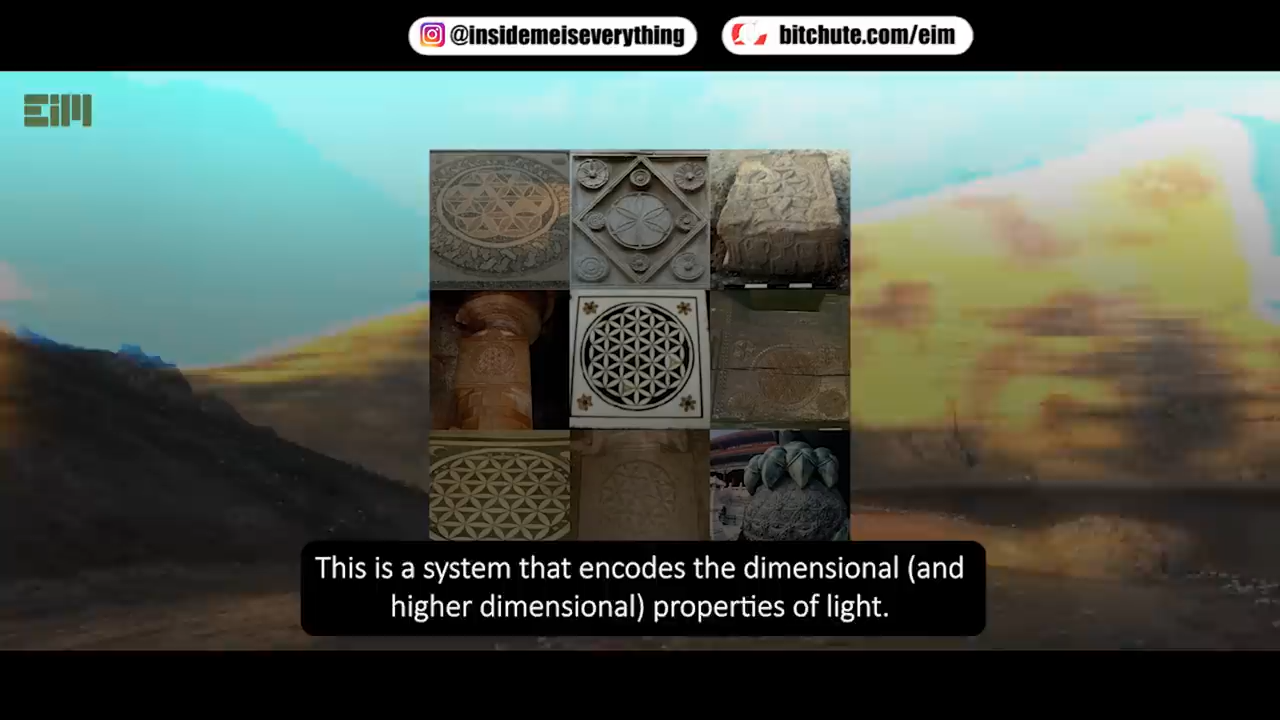 @insidemeiseverything
bitchute.com/eim
EiM
This is a system that encodes the dimensional (and
higher dimensional) properties of light.